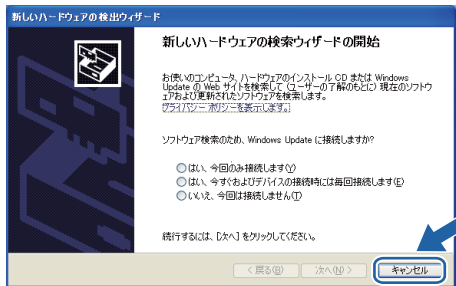 新しいハードウェアの検出ウィザード
新しいハードウェアの検索ウィザードの開始
お使いのコンピュータ、ハードウェアのインストール CD または Windows
Update の Web サイトを検索して (ユーザーの了解のもとに) 現在のソフトウ
ェアおよび更新されたソフトウェアを検索します。
プライバシー ポリシーを表示します。
ソフトウェア検索のため、Windows Update に接続しますか?
はい、今回のみ接続します(Y)
はい、今すぐおよびデバイスの接続時には毎回接続します(E)
いいえ、今回は接続しません(T)
続行するには、[次へ] をクリックしてください。
< 戻る(B) 次へ(N) > キャンセル